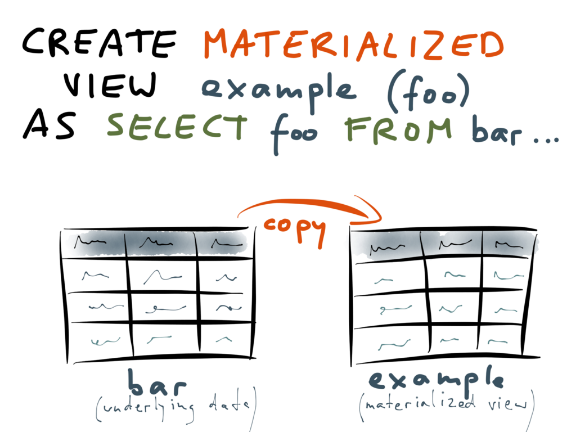 CREATE MATERIALIZED
VIEW example (foo)
AS SELECT foo FROM bar...
copy
bar
(underlying data)
example
(materialized view)